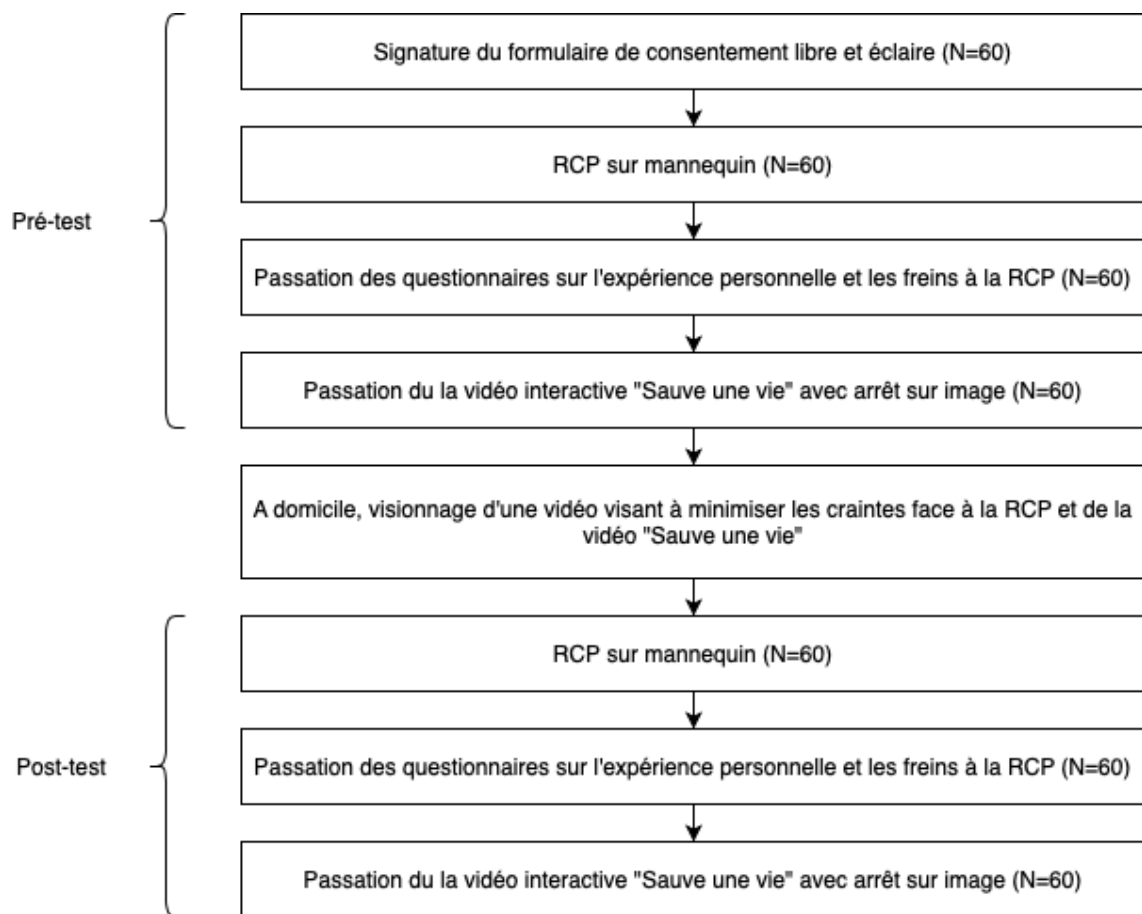 Signature du formulaire de consentement libre et éclaire (N=60)
RCP sur mannequin (N=60)
Pré-test
Passation des questionnaires sur l'expérience personnelle et les freins à la RCP (N=60)
Passation du la vidéo interactive "Sauve une vie" avec arrêt sur image (N=60)
A domicile, visionnage d'une vidéo visant à minimiser les craintes face à la RCP et de la
vidéo "Sauve une vie"
RCP sur mannequin (N=60)
Post-test
Passation des questionnaires sur l'expérience personnelle et les freins à la RCP (N=60)
Passation du la vidéo interactive "Sauve une vie" avec arrêt sur image (N=60)